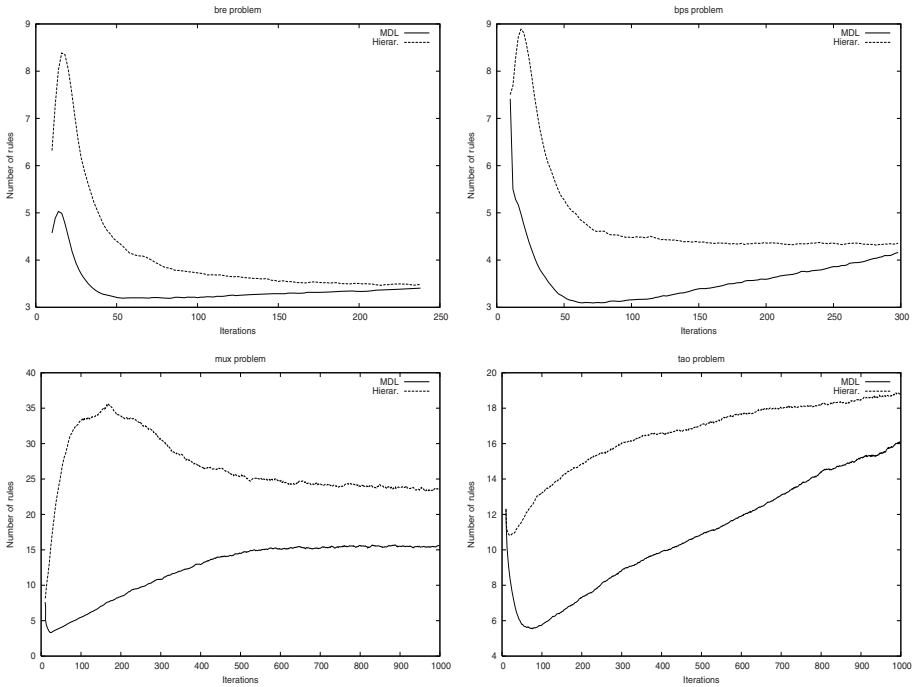 bre problem
MDL
Hierar.
Number of rules
9
8
7
6
5
4
3
0 50 100 150 200 250
Iterations
bps problem
MDL
Hierar.
Number of rules
9
8
7
6
5
4
3
0 50 100 150 200 250 300
Iterations
mux problem
MDL
Hierar.
Number of rules
40
35
30
25
20
15
10
5
0
0 100 200 300 400 500 600 700 800 900 1000
Iterations
tao problem
MDL
Hierar.
Number of rules
20
18
16
14
12
10
8
6
4
0 100 200 300 400 500 600 700 800 900 1000
Iterations